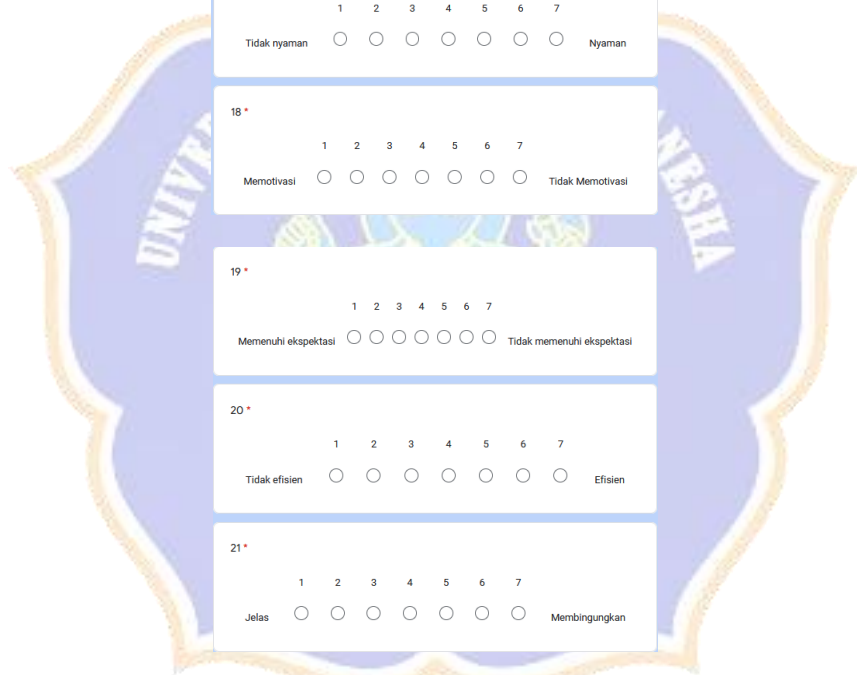 1 2 3 4 5 6 7
Tidak nyaman Nyaman
18 *
1 2 3 4 5 6 7
Memotivasi Tidak Memotivasi
19 *
1 2 3 4 5 6 7
Memenuhi ekspektasi Tidak memenuhi ekspektasi
20 *
1 2 3 4 5 6 7
Tidak efisien Efisien
21 *
1 2 3 4 5 6 7
Jelas Membingungkan